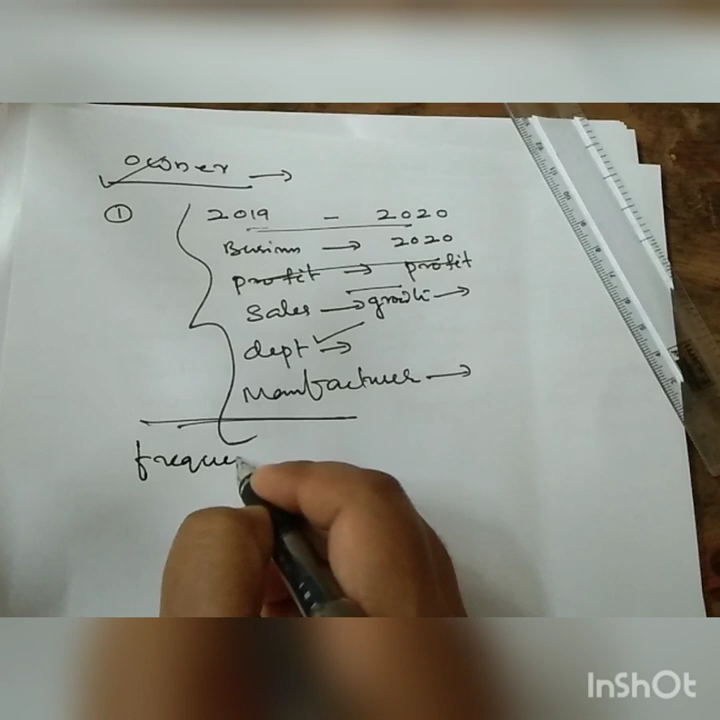 owner →
① 2019 - 2020
Business → 2020
profit → profit
Sales → growth →
dept →
Manufacturer →
freque
InShOt